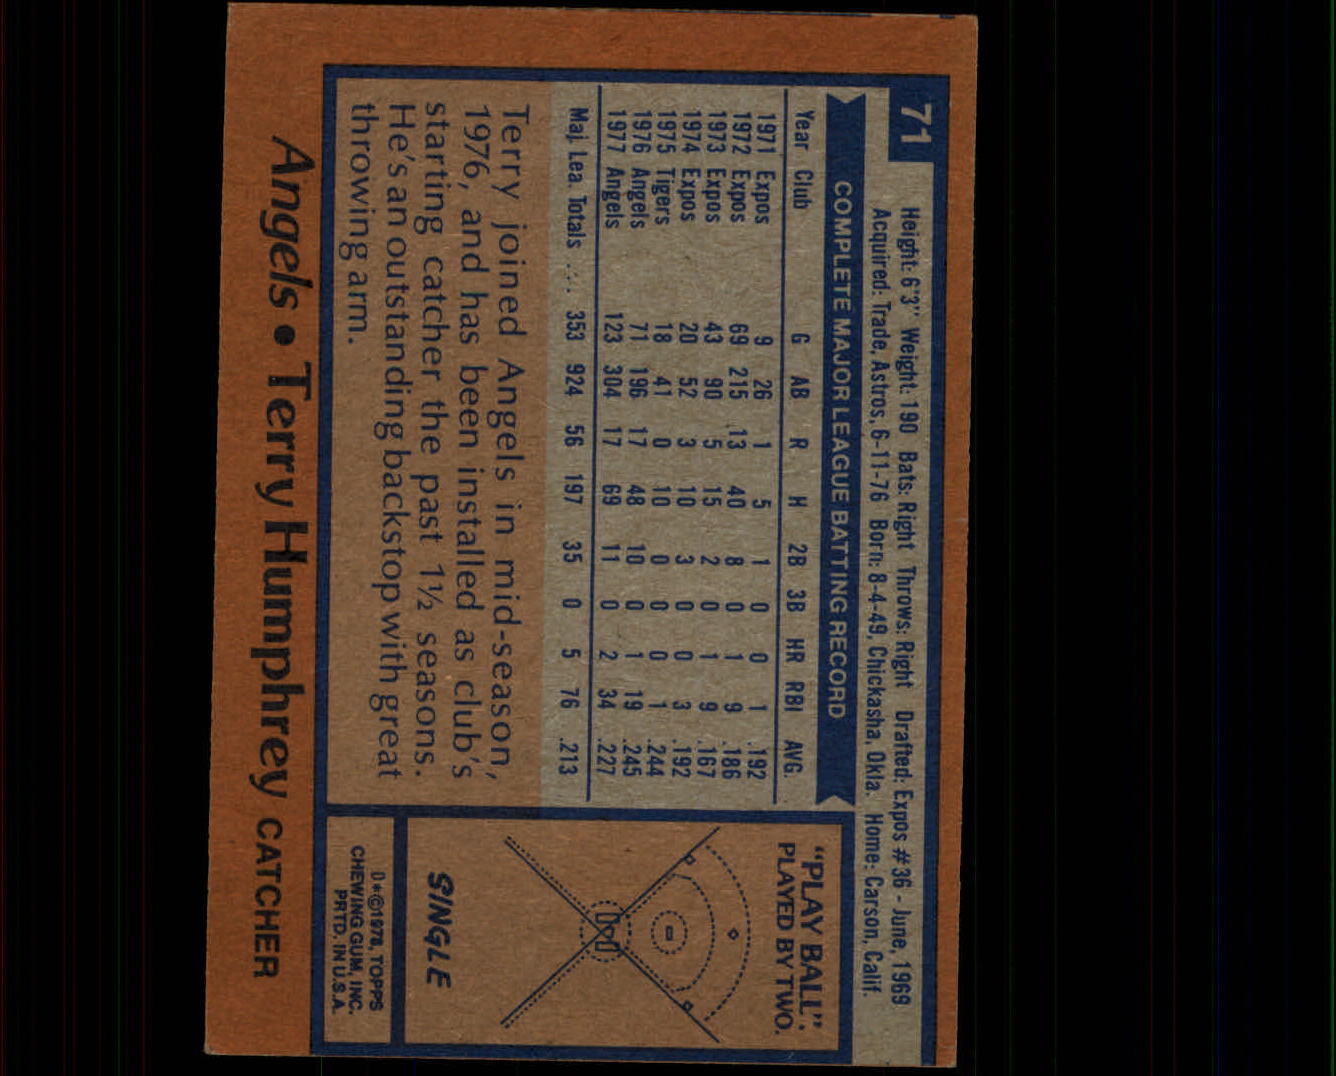 71
Height: 6'3" Weight: 190 Bats: Right Throws: Right Drafted: Expos #36 - June, 1969
Acquired: Trade, Astros, 6-11-76 Born: 8-4-49, Chickasha, Okla. Home: Carson, Calif.
COMPLETE MAJOR LEAGUE BATTING RECORD
Year Club G AB R H 2B 3B HR RBI AVG.
1971 Expos 9 26 1 5 1 0 0 1 .192
1972 Expos 69 215 13 40 8 0 1 9 .186
1973 Expos 43 90 5 15 2 0 1 9 .167
1974 Expos 20 52 3 10 3 0 0 3 .192
1975 Tigers 18 41 0 10 0 0 0 1 .244
1976 Angels 71 196 17 48 10 0 1 19 .245
1977 Angels 123 304 17 69 11 0 2 34 .227
Maj. Lea. Totals ... 353 924 56 197 35 0 5 76 .213
Terry joined Angels in mid-season,
1976, and has been installed as club's
starting catcher the past 1½ seasons.
He's an outstanding backstop with great
throwing arm.
"PLAY BALL":
PLAYED BY TWO.
SINGLE
D*©1978, TOPPS
CHEWING GUM, INC.
PRTD. IN U.S.A.
Angels • Terry Humphrey CATCHER